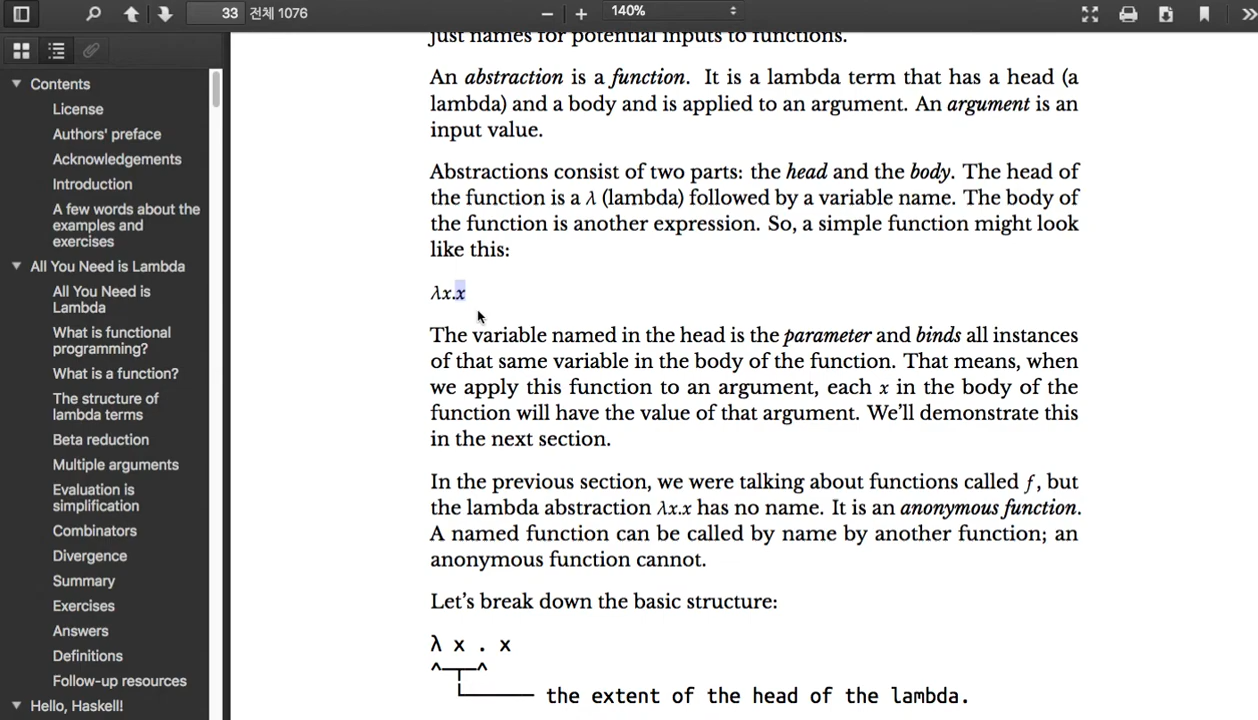 33 전체 1076
140%
Contents
License
Authors' preface
Acknowledgements
Introduction
A few words about the
examples and
exercises
All You Need is Lambda
All You Need is
Lambda
What is functional
programming?
What is a function?
The structure of
lambda terms
Beta reduction
Multiple arguments
Evaluation is
simplification
Combinators
Divergence
Summary
Exercises
Answers
Definitions
Follow-up resources
Hello, Haskell!
just names for potential inputs to functions.
An abstraction is a function. It is a lambda term that has a head (a
lambda) and a body and is applied to an argument. An argument is an
input value.
Abstractions consist of two parts: the head and the body. The head of
the function is a λ (lambda) followed by a variable name. The body of
the function is another expression. So, a simple function might look
like this:
λx.x
The variable named in the head is the parameter and binds all instances
of that same variable in the body of the function. That means, when
we apply this function to an argument, each x in the body of the
function will have the value of that argument. We'll demonstrate this
in the next section.
In the previous section, we were talking about functions called f, but
the lambda abstraction λx.x has no name. It is an anonymous function.
A named function can be called by name by another function; an
anonymous function cannot.
Let's break down the basic structure:
λ x . x
^─┬─^
└────── the extent of the head of the lambda.